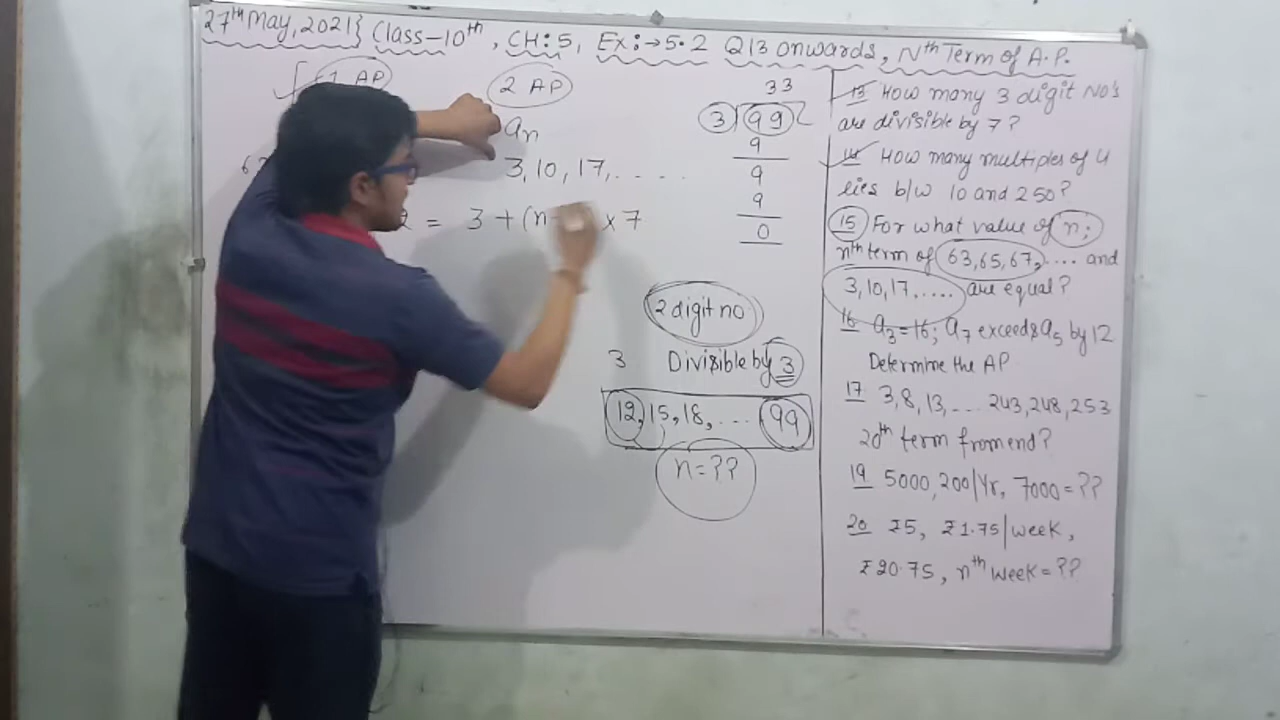 27th May, 2021} Class-10th, CH:5, Ex:→5.2 Q13 onwards, Nth Term of A.P.
1 AP
2 AP
an
3, 10, 17, ....
= 3 + (n × 7
33
3 99
9
9
9
0
2 digit no
3 Divisible by 3
12, 15, 18, .... 99
n = ??
13 How many 3 digit NO's
are divisible by 7?
14 How many multiples of 4
lies b/w 10 and 250?
15 For what value of n;
nth term of 63, 65, 67, .... and
3, 10, 17, ..... are equal?
16 a3 = 16; a7 exceeds a5 by 12
Determine the AP
17 3, 8, 13, ... 243, 248, 253
20th term from end?
19 5000, 200/Yr, 7000 = ??
20 ₹5, ₹1.75/week,
₹20.75, nth week = ??